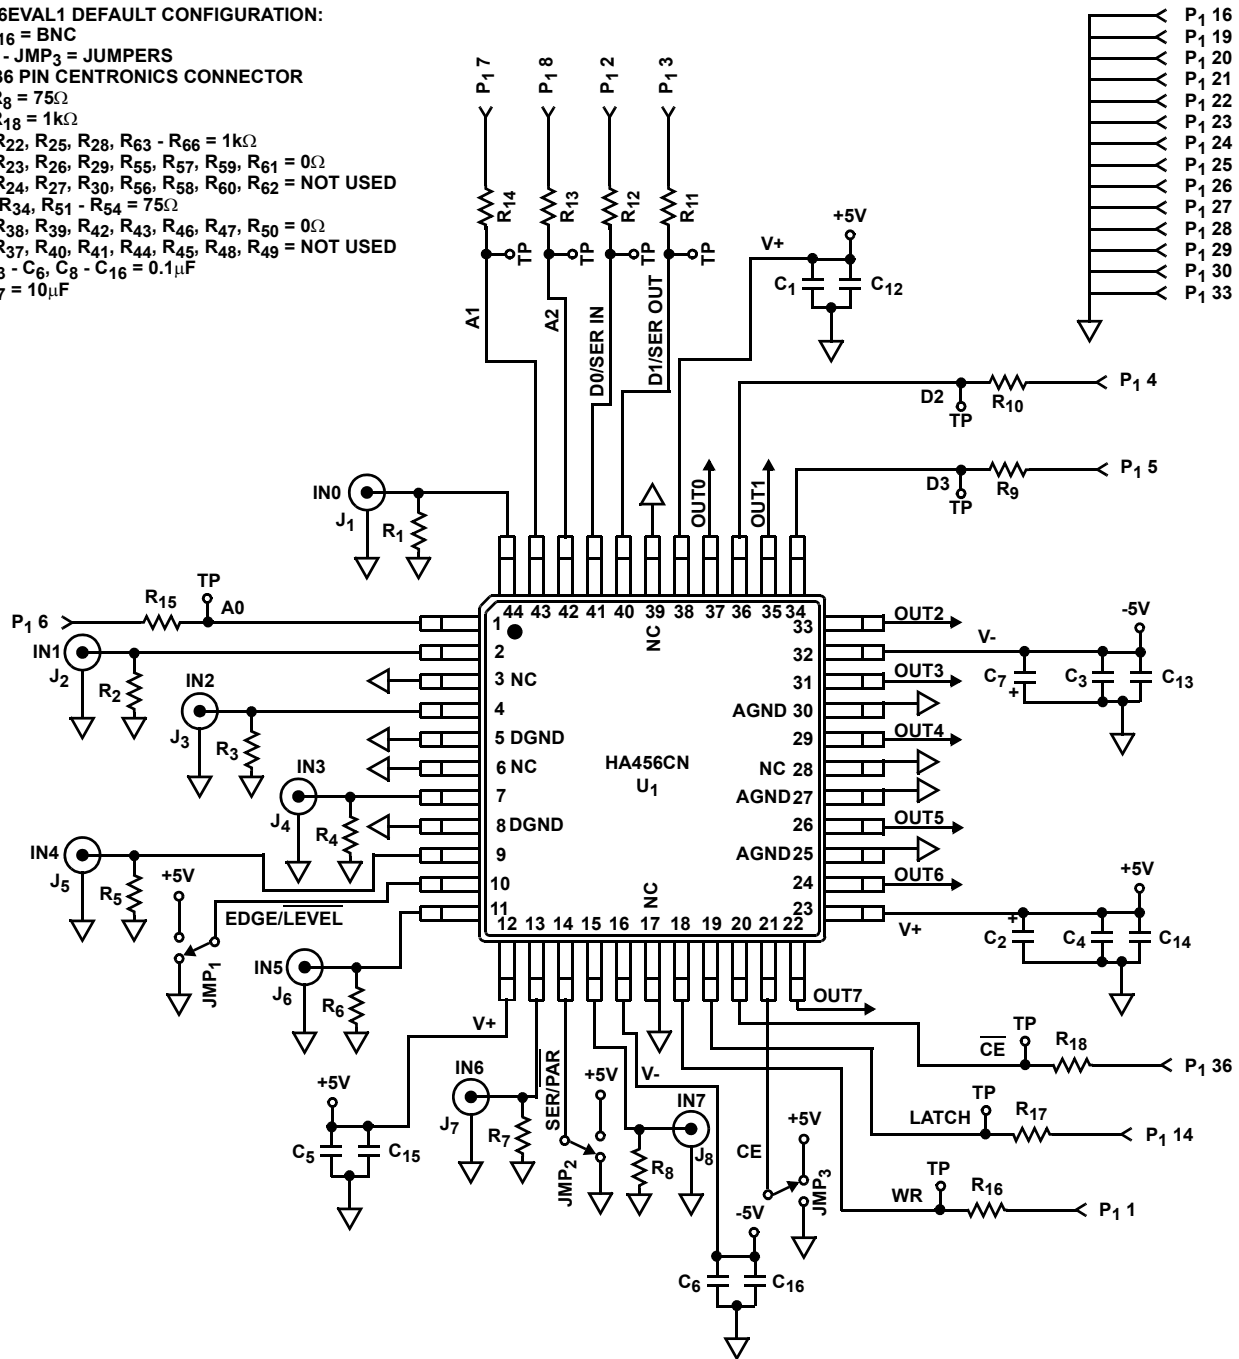 6EVAL1 DEFAULT CONFIGURATION:
16 = BNC
- JMP3 = JUMPERS
36 PIN CENTRONICS CONNECTOR
R8 = 75Ω
R18 = 1kΩ
R22, R25, R28, R63 - R66 = 1kΩ
R23, R26, R29, R55, R57, R59, R61 = 0Ω
R24, R27, R30, R56, R58, R60, R62 = NOT USED
R34, R51 - R54 = 75Ω
R38, R39, R42, R43, R46, R47, R50 = 0Ω
R37, R40, R41, R44, R45, R48, R49 = NOT USED
3 - C6, C8 - C16 = 0.1μF
7 = 10μF
P1 7
P1 8
P1 2
P1 3
P1 16
P1 19
P1 20
P1 21
P1 22
P1 23
P1 24
P1 25
P1 26
P1 27
P1 28
P1 29
P1 30
P1 33
R14
R13
R12
R11
TP
TP
TP
TP
A1
A2
D0/SER IN
D1/SER OUT
V+
+5V
C1
C12
D2
TP
R10
P1 4
D3
TP
R9
P1 5
IN0
J1
R1
OUT0
OUT1
P1 6
R15
TP
A0
IN1
J2
R2
IN2
J3
R3
IN3
J4
R4
IN4
J5
R5
+5V
EDGE/LEVEL
JMP1
IN5
J6
R6
44 43 42 41 40 39 38 37 36 35 34
NC
1
2
3 NC
4
5 DGND
6 NC
7
8 DGND
9
10
11
HA456CN
U1
33
32
31
AGND 30
29
NC 28
AGND 27
26
AGND 25
24
23
NC
12 13 14 15 16 17 18 19 20 21 22
OUT2
V-
-5V
C7
+
C3
C13
OUT3
OUT4
OUT5
OUT6
V+
+5V
+
C2
C4
C14
OUT7
V+
+5V
C5
C15
IN6
J7
R7
SER/PAR
JMP2
+5V
V-
IN7
R8
J8
CE
+5V
JMP3
-5V
C6
C16
CE
TP
R18
P1 36
LATCH
TP
R17
P1 14
WR
TP
R16
P1 1